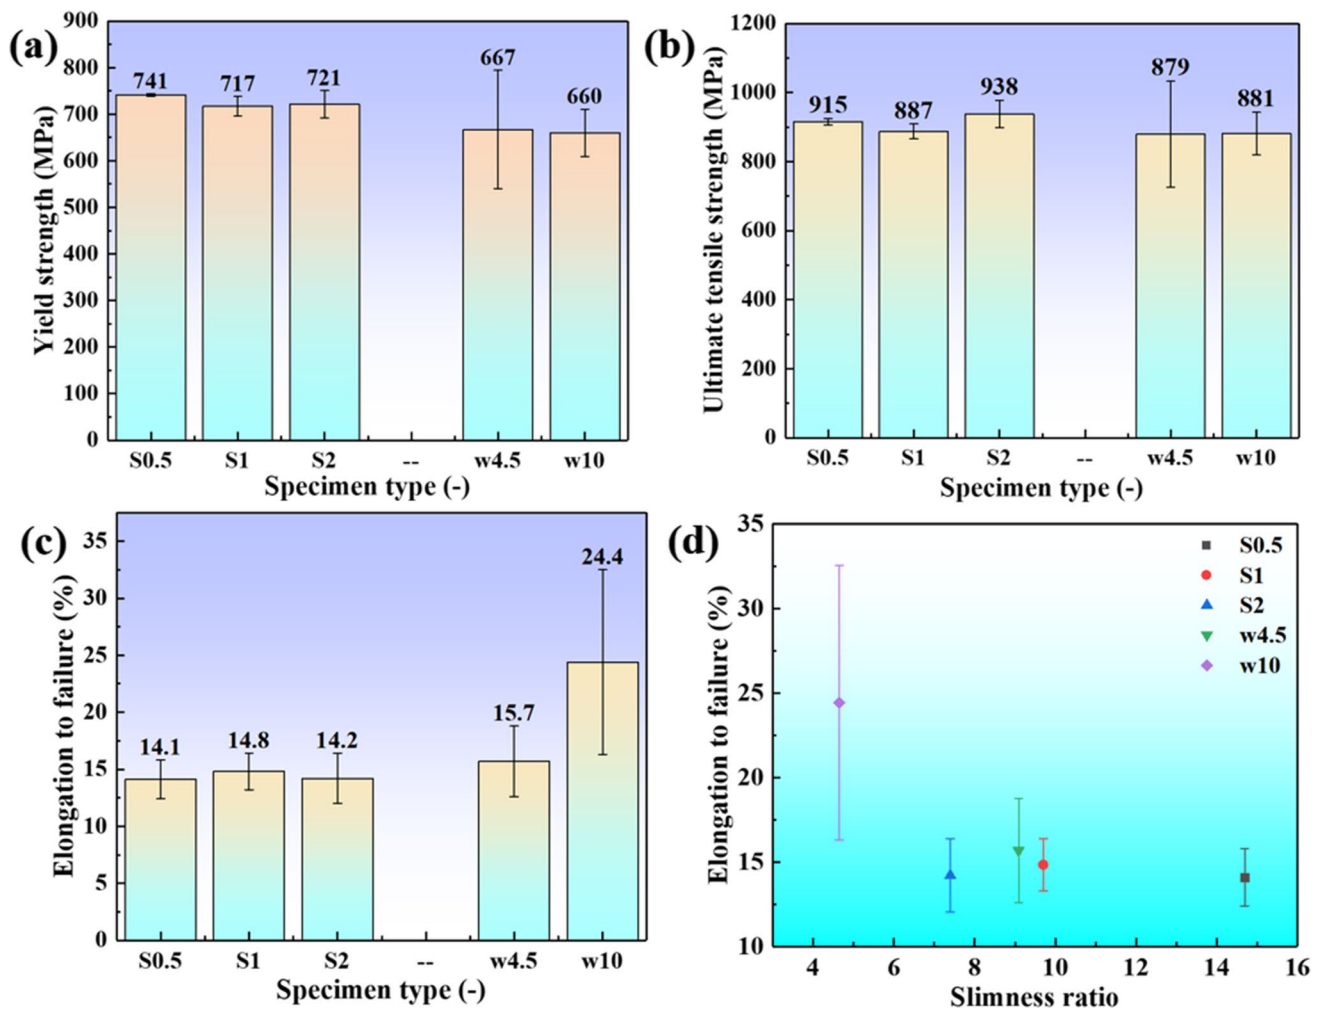 (a)
Yield strength (MPa)
900
800
700
600
500
400
300
200
100
0
741
717
721
667
660
S0.5 S1 S2 -- w4.5 w10
Specimen type (-)
(b)
Ultimate tensile strength (MPa)
1200
1000
800
600
400
200
0
915
887
938
879
881
S0.5 S1 S2 -- w4.5 w10
Specimen type (-)
(c)
Elongation to failure (%)
35
30
25
20
15
10
5
0
14.1
14.8
14.2
15.7
24.4
S0.5 S1 S2 -- w4.5 w10
Specimen type (-)
(d)
Elongation to failure (%)
35
30
25
20
15
10
S0.5
S1
S2
w4.5
w10
4 6 8 10 12 14 16
Slimness ratio